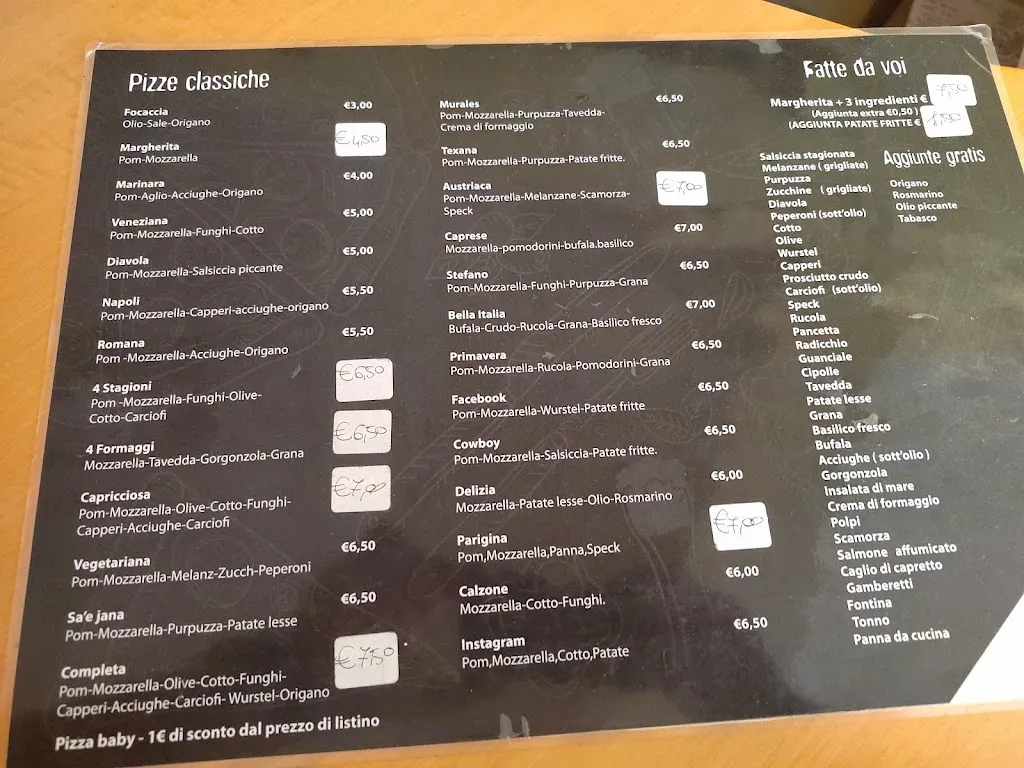 Pizze classiche
Focaccia €3,00
Olio-Sale-Origano
Margherita €4,50
Pom-Mozzarella
Marinara €4,00
Pom-Aglio-Acciughe-Origano
Veneziana €5,00
Pom-Mozzarella-Funghi-Cotto
Diavola €5,00
Pom-Mozzarella-Salsiccia piccante
Napoli €5,50
Pom-Mozzarella-Capperi-acciughe-origano
Romana €5,50
Pom -Mozzarella-Acciughe-Origano
4 Stagioni €6,50
Pom -Mozzarella-Funghi-Olive-
Cotto-Carciofi
4 Formaggi €6,50
Mozzarella-Tavedda-Gorgonzola-Grana
Capricciosa €7,00
Pom-Mozzarella-Olive-Cotto-Funghi-
Capperi-Acciughe-Carciofi
Vegetariana €6,50
Pom-Mozzarella-Melanz-Zucch-Peperoni
Sa'e jana €6,50
Pom-Mozzarella-Purpuzza-Patate lesse
Completa €7,50
Pom-Mozzarella-Olive-Cotto-Funghi-
Capperi-Acciughe-Carciofi- Wurstel-Origano
Pizza baby - 1€ di sconto dal prezzo di listino
Murales €6,50
Pom-Mozzarella-Purpuzza-Tavedda-
Crema di formaggio
Texana €6,50
Pom-Mozzarella-Purpuzza-Patate fritte.
Austriaca €7,00
Pom-Mozzarella-Melanzane-Scamorza-
Speck
Caprese €7,00
Mozzarella-pomodorini-bufala.basilico
Stefano €6,50
Pom-Mozzarella-Funghi-Purpuzza-Grana
Bella Italia €7,00
Bufala-Crudo-Rucola-Grana-Basilico fresco
Primavera €6,50
Pom-Mozzarella-Rucola-Pomodorini-Grana
Facebook €6,50
Pom-Mozzarella-Wurstel-Patate fritte
Cowboy €6,50
Pom-Mozzarella-Salsiccia-Patate fritte.
Delizia €6,00
Mozzarella-Patate lesse-Olio-Rosmarino
Parigina €7,00
Pom,Mozzarella,Panna,Speck
Calzone €6,00
Mozzarella-Cotto-Funghi.
Instagram €6,50
Pom,Mozzarella,Cotto,Patate
Fatte da voi
Margherita + 3 ingredienti € 7,50
(Aggiunta extra €0,50 )
(AGGIUNTA PATATE FRITTE € 1,50
Salsiccia stagionata
Melanzane ( grigliate)
Purpuzza
Zucchine ( grigliate)
Diavola
Peperoni (sott'olio)
Cotto
Olive
Wurstel
Capperi
Prosciutto crudo
Carciofi (sott'olio)
Speck
Rucola
Pancetta
Radicchio
Guanciale
Cipolle
Tavedda
Patate lesse
Grana
Basilico fresco
Bufala
Acciughe ( sott'olio )
Gorgonzola
Insalata di mare
Crema di formaggio
Polpi
Scamorza
Salmone affumicato
Caglio di capretto
Gamberetti
Fontina
Tonno
Panna da cucina
Aggiunte gratis
Origano
Rosmarino
Olio piccante
Tabasco